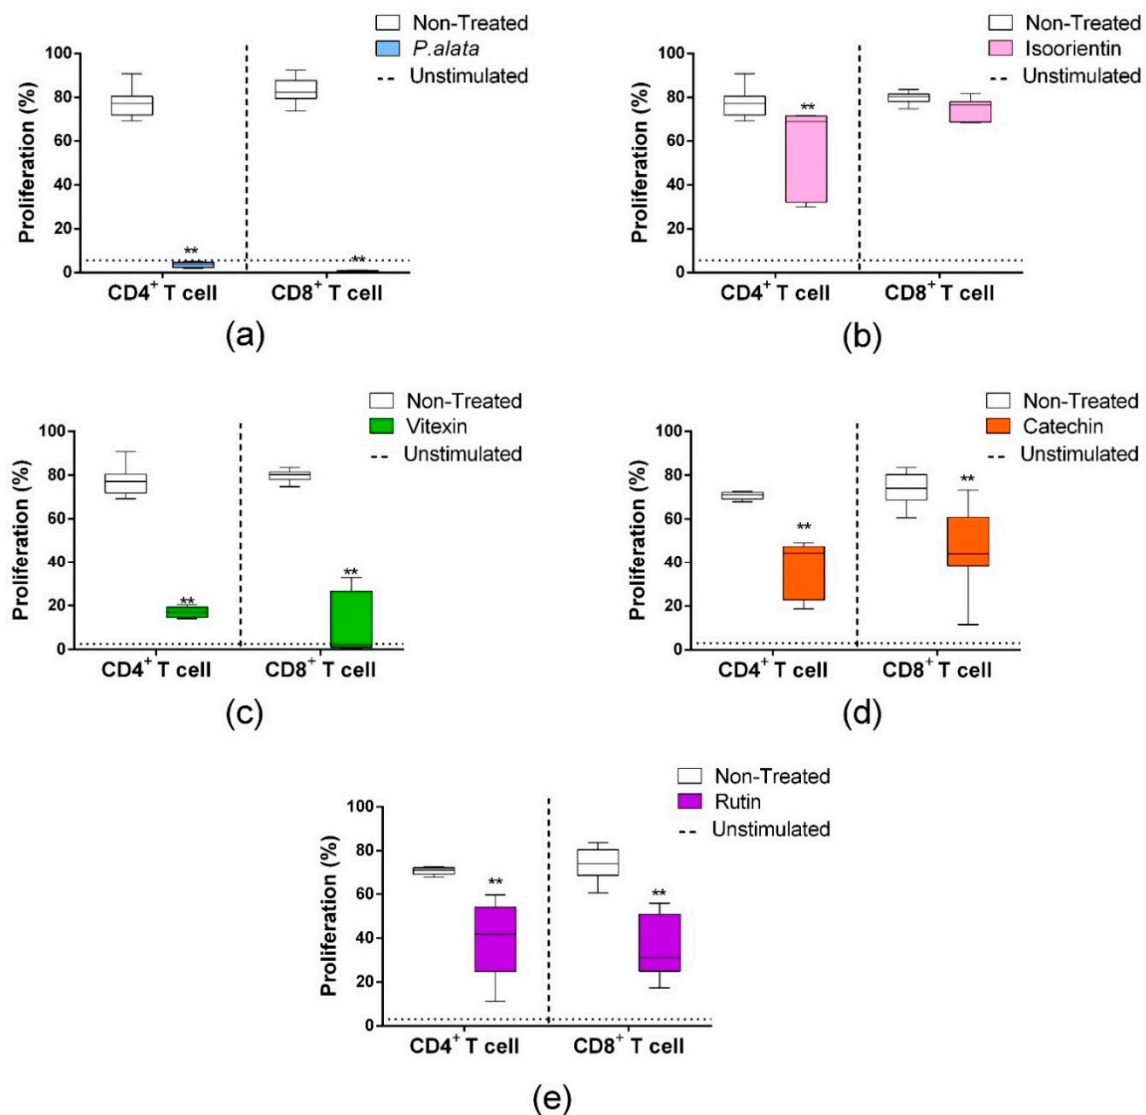 Non-Treated
P.alata
Unstimulated
Proliferation (%)
100
80
60
40
20
0
**
**
CD4+ T cell
CD8+ T cell
(a)
Non-Treated
Isoorientin
Unstimulated
Proliferation (%)
100
80
60
40
20
0
**
CD4+ T cell
CD8+ T cell
(b)
Non-Treated
Vitexin
Unstimulated
Proliferation (%)
100
80
60
40
20
0
**
**
CD4+ T cell
CD8+ T cell
(c)
Non-Treated
Catechin
Unstimulated
Proliferation (%)
100
80
60
40
20
0
**
**
CD4+ T cell
CD8+ T cell
(d)
Non-Treated
Rutin
Unstimulated
Proliferation (%)
100
80
60
40
20
0
**
**
CD4+ T cell
CD8+ T cell
(e)